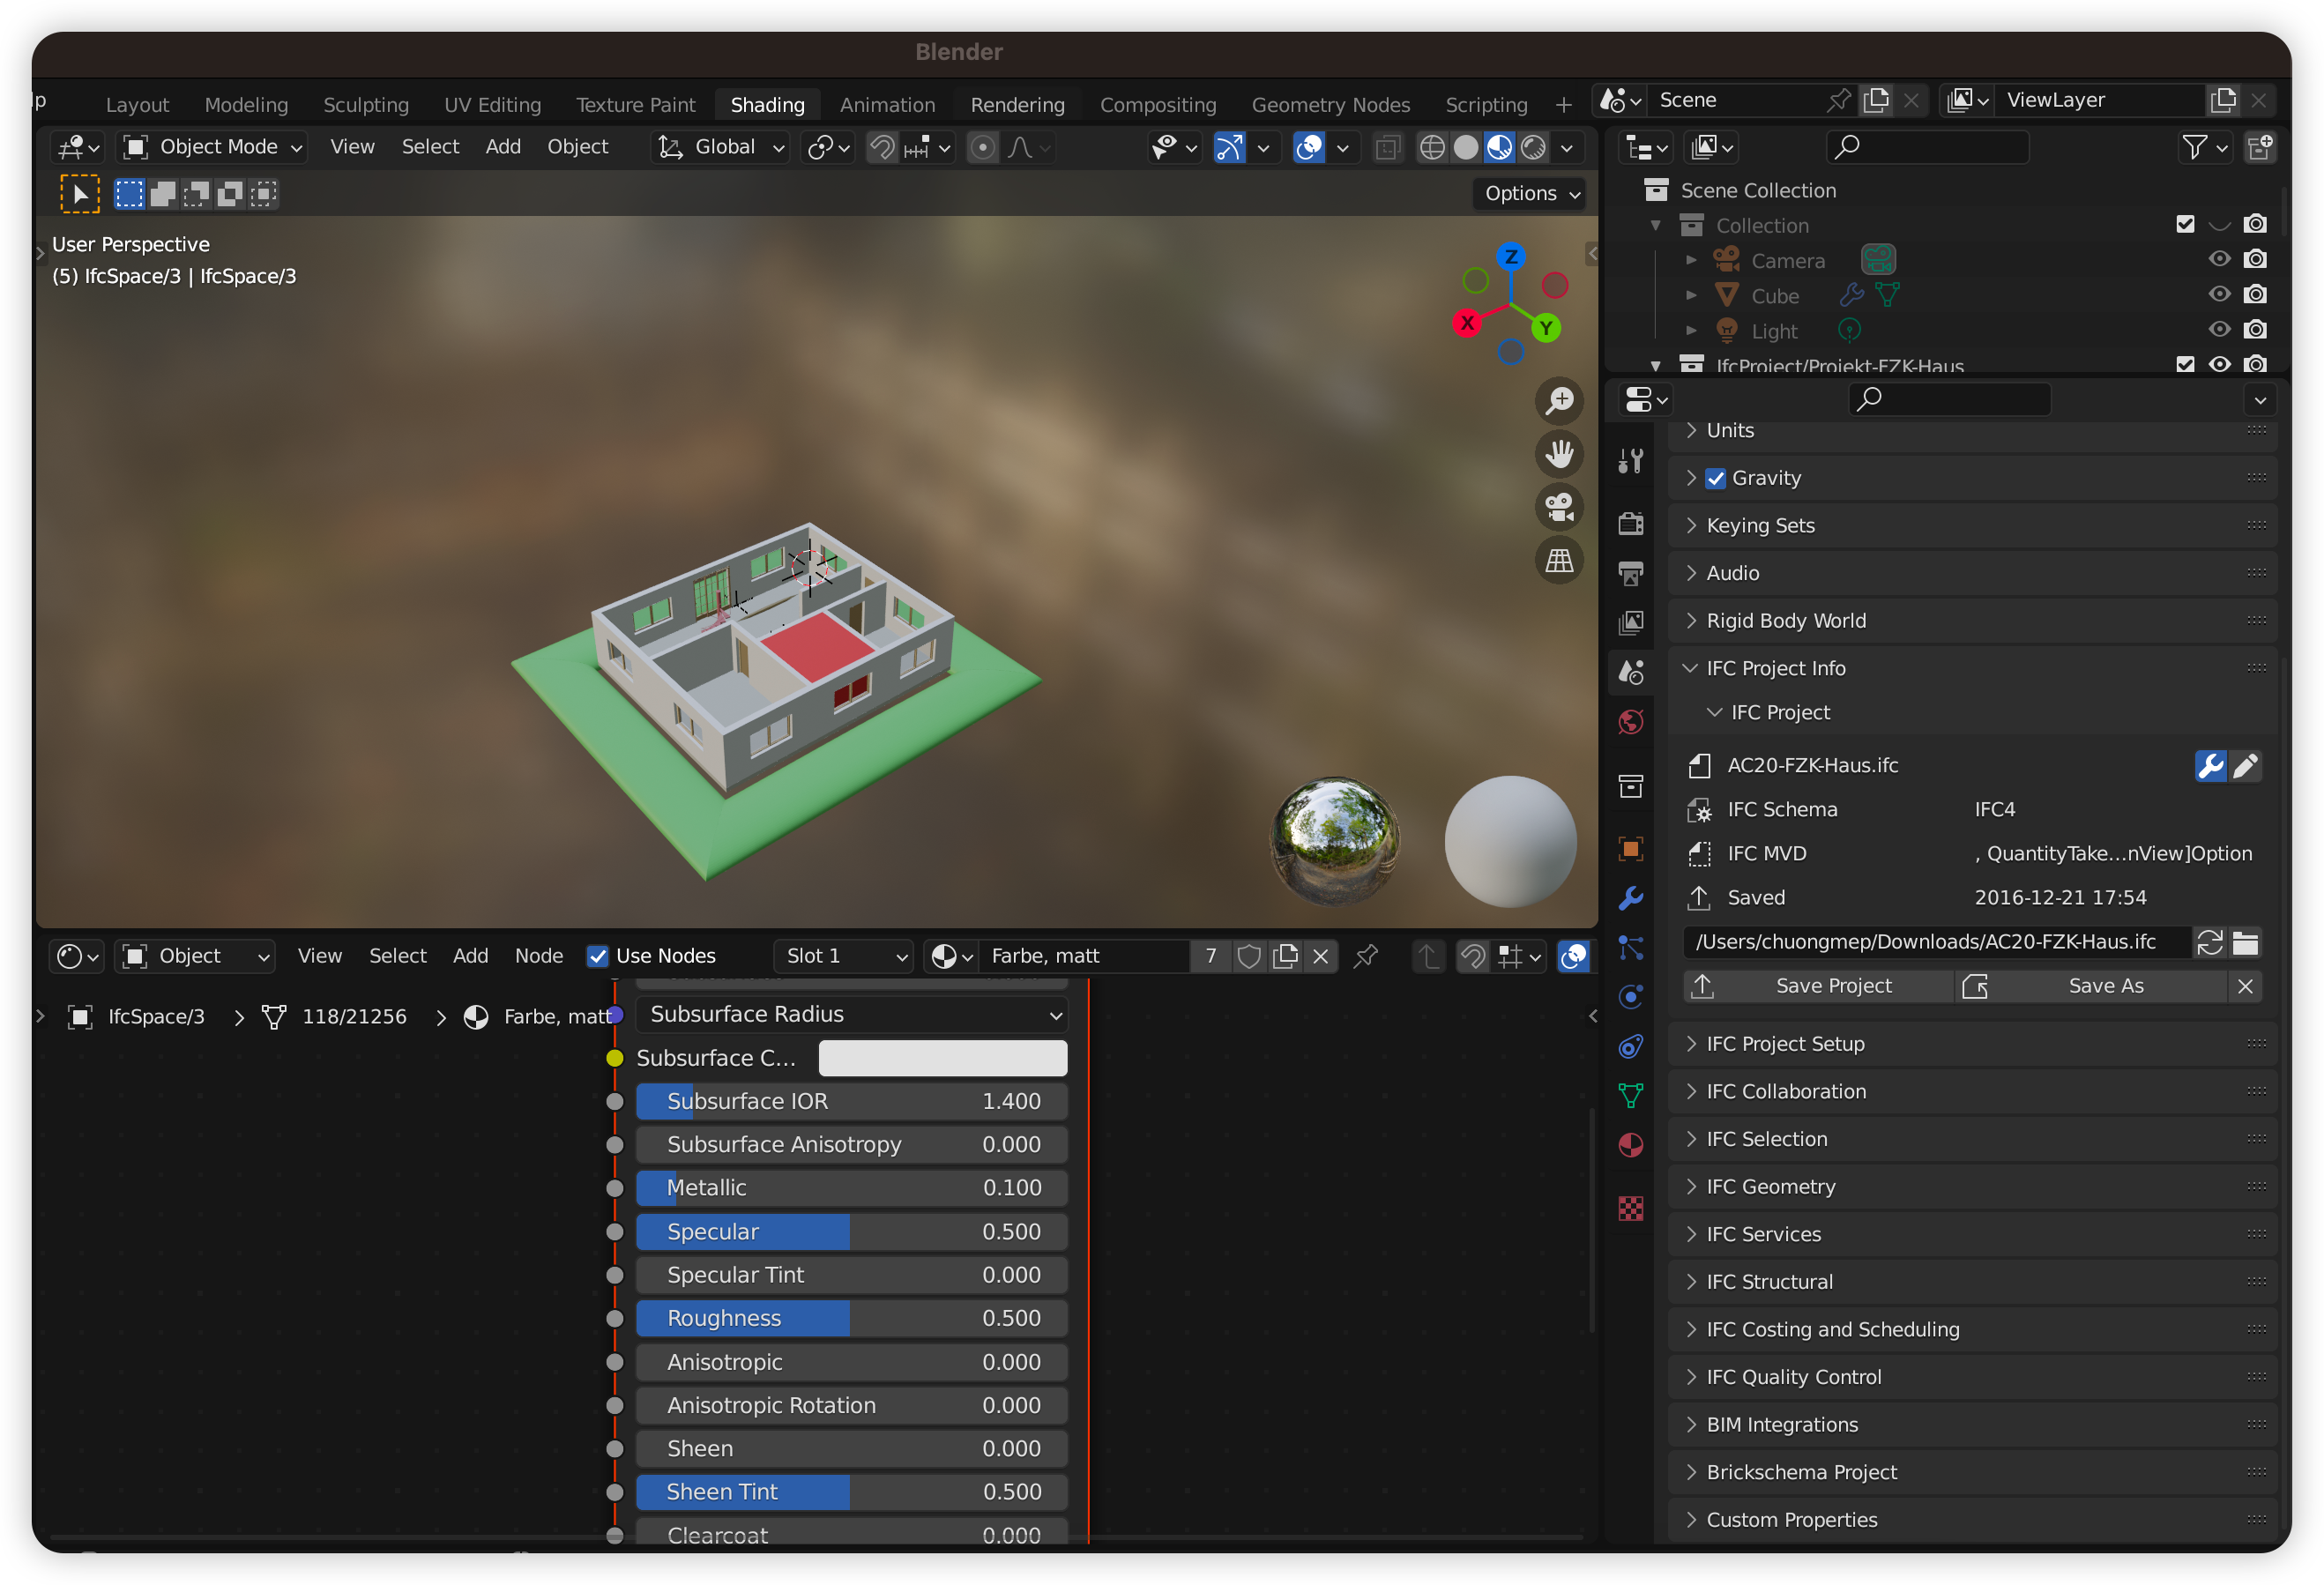 Blender
lp Layout Modeling Sculpting UV Editing Texture Paint Shading Animation Rendering Compositing Geometry Nodes Scripting + Scene ViewLayer
Object Mode View Select Add Object Global
Options
User Perspective
(5) IfcSpace/3 | IfcSpace/3
Z
X
Y
Scene Collection
Collection
Camera
Cube
Light
IfcProject/Projekt-FZK-Haus
Units
Gravity
Keying Sets
Audio
Rigid Body World
IFC Project Info
IFC Project
AC20-FZK-Haus.ifc
IFC Schema IFC4
IFC MVD , QuantityTake...nView]Option
Saved 2016-12-21 17:54
/Users/chuongmep/Downloads/AC20-FZK-Haus.ifc
Save Project Save As
IFC Project Setup
IFC Collaboration
IFC Selection
IFC Geometry
IFC Services
IFC Structural
IFC Costing and Scheduling
IFC Quality Control
BIM Integrations
Brickschema Project
Custom Properties
Object View Select Add Node Use Nodes Slot 1 Farbe, matt 7
IfcSpace/3 > 118/21256 > Farbe, matt
Subsurface Radius
Subsurface C...
Subsurface IOR 1.400
Subsurface Anisotropy 0.000
Metallic 0.100
Specular 0.500
Specular Tint 0.000
Roughness 0.500
Anisotropic 0.000
Anisotropic Rotation 0.000
Sheen 0.000
Sheen Tint 0.500
Clearcoat 0.000